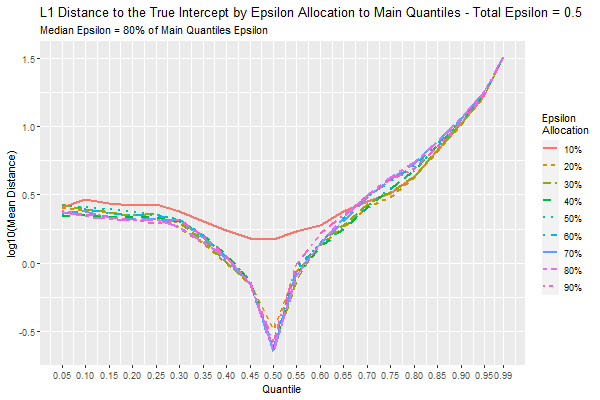 L1 Distance to the True Intercept by Epsilon Allocation to Main Quantiles - Total Epsilon = 0.5
Median Epsilon = 80% of Main Quantiles Epsilon
log10(Mean Distance)
1.5
1.0
0.5
0.0
-0.5
0.05 0.10 0.15 0.20 0.25 0.30 0.35 0.40 0.45 0.50 0.55 0.60 0.65 0.70 0.75 0.80 0.85 0.90 0.95 0.99
Quantile
Epsilon
Allocation
10%
20%
30%
40%
50%
60%
70%
80%
90%